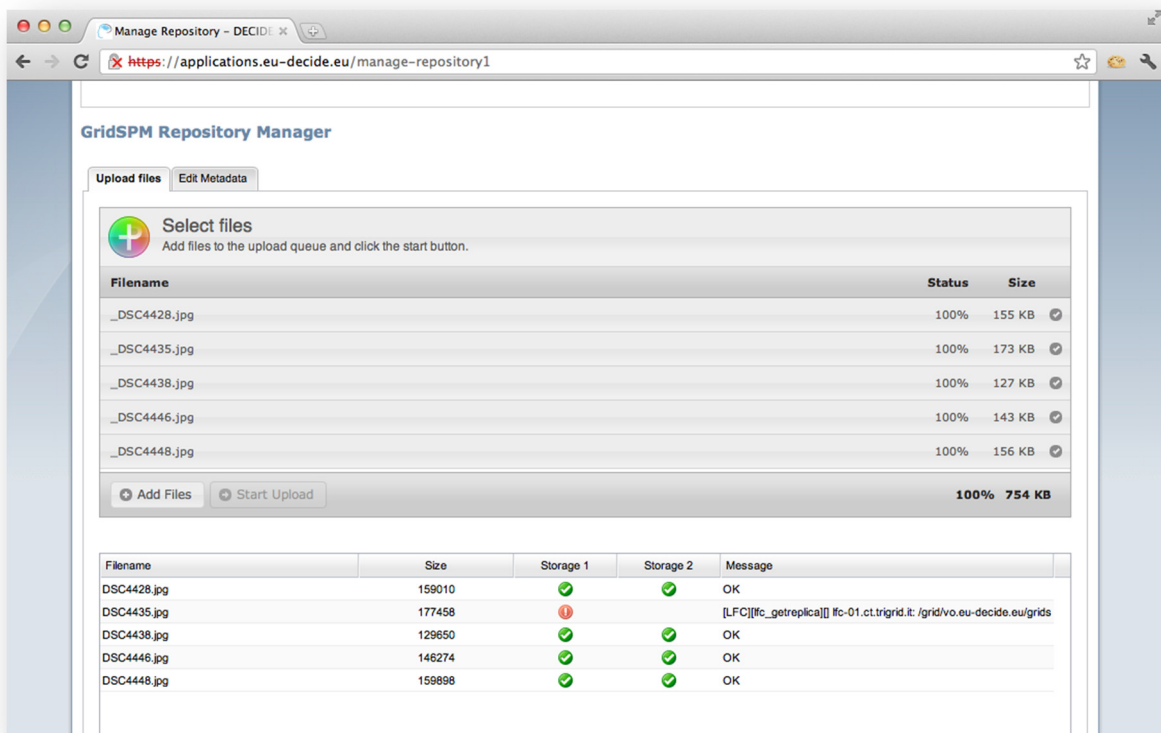 Manage Repository – DECIDE
https://applications.eu-decide.eu/manage-repository1
GridSPM Repository Manager
Upload files Edit Metadata
Select files
Add files to the upload queue and click the start button.
Filename Status Size
_DSC4428.jpg 100% 155 KB
_DSC4435.jpg 100% 173 KB
_DSC4438.jpg 100% 127 KB
_DSC4446.jpg 100% 143 KB
_DSC4448.jpg 100% 156 KB
Add Files Start Upload 100% 754 KB
Filename Size Storage 1 Storage 2 Message
DSC4428.jpg 159010 OK
DSC4435.jpg 177458 [LFC][lfc_getreplica][] lfc-01.ct.trigrid.it: /grid/vo.eu-decide.eu/grids
DSC4438.jpg 129650 OK
DSC4446.jpg 146274 OK
DSC4448.jpg 159898 OK